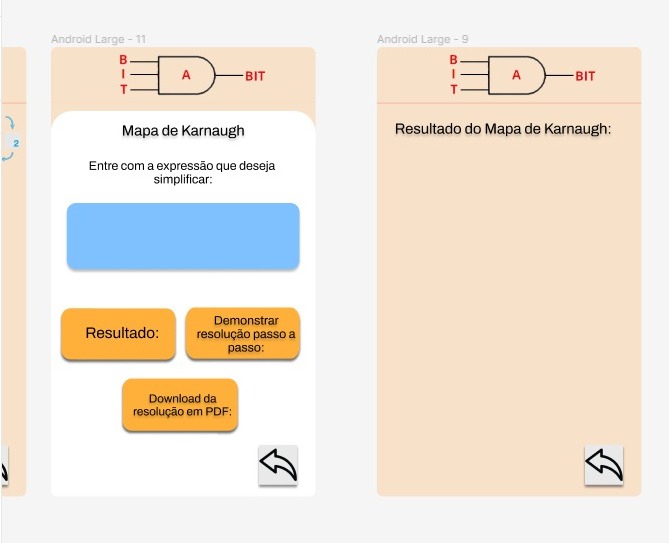 Android Large - 11
B
I
T
A
BIT
Mapa de Karnaugh
Entre com a expressão que deseja
simplificar:
Resultado:
Demonstrar
resolução passo a
passo:
Download da
resolução em PDF:
Android Large - 9
B
I
T
A
BIT
Resultado do Mapa de Karnaugh:
2